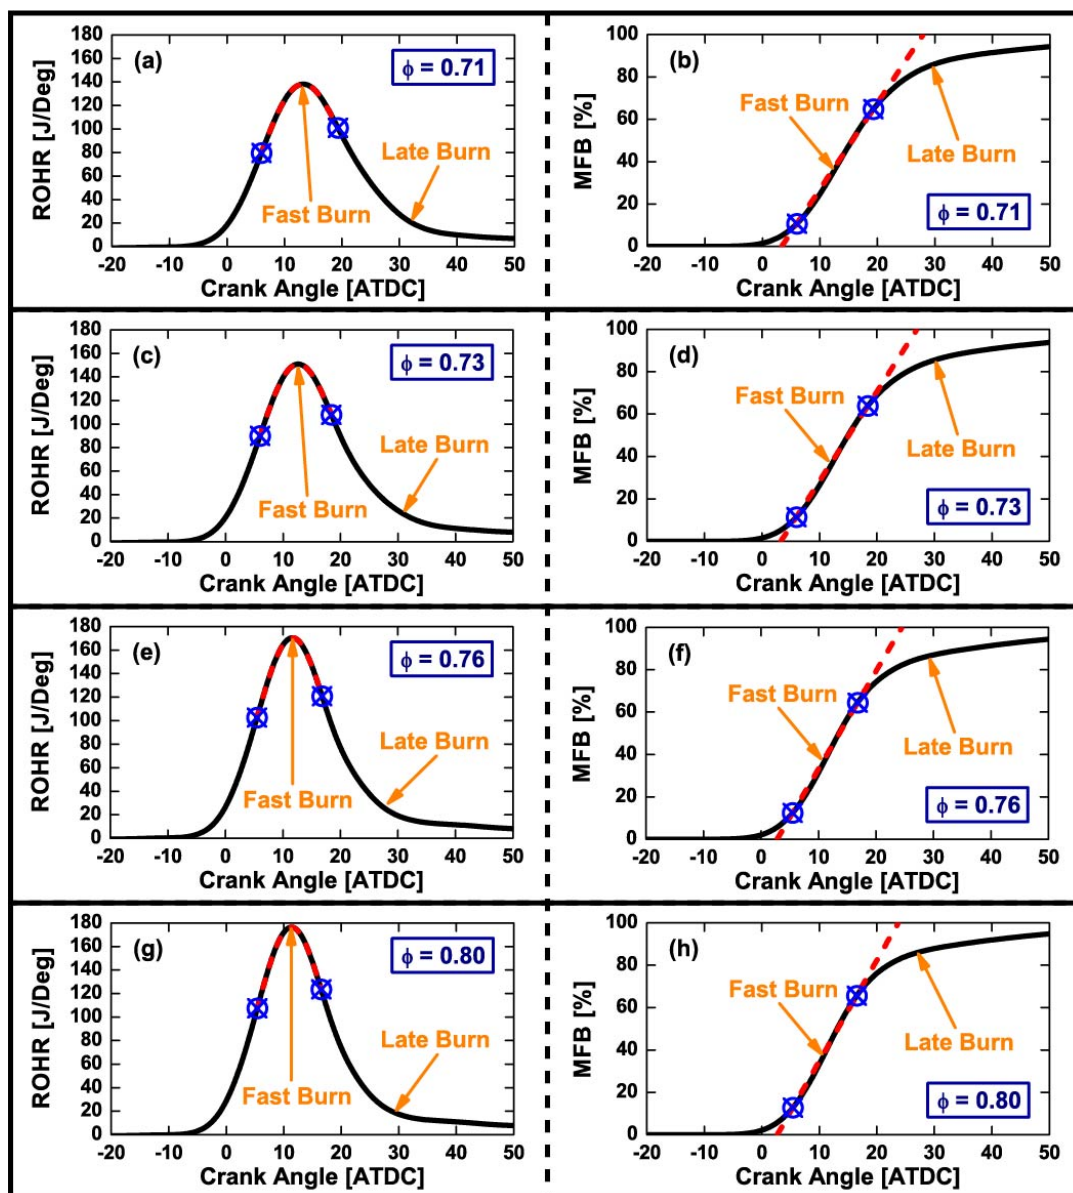 (a)
ϕ = 0.71
ROHR [J/Deg]
180
160
140
120
100
80
60
40
20
0
Fast Burn
Late Burn
-20 -10 0 10 20 30 40 50
Crank Angle [ATDC]
(b)
MFB [%]
100
80
60
40
20
0
Fast Burn
Late Burn
ϕ = 0.71
-20 -10 0 10 20 30 40 50
Crank Angle [ATDC]
(c)
ϕ = 0.73
ROHR [J/Deg]
180
160
140
120
100
80
60
40
20
0
Late Burn
Fast Burn
-20 -10 0 10 20 30 40 50
Crank Angle [ATDC]
(d)
MFB [%]
100
80
60
40
20
0
Fast Burn
Late Burn
ϕ = 0.73
-20 -10 0 10 20 30 40 50
Crank Angle [ATDC]
(e)
ϕ = 0.76
ROHR [J/Deg]
180
160
140
120
100
80
60
40
20
0
Late Burn
Fast Burn
-20 -10 0 10 20 30 40 50
Crank Angle [ATDC]
(f)
MFB [%]
100
80
60
40
20
0
Fast Burn
Late Burn
ϕ = 0.76
-20 -10 0 10 20 30 40 50
Crank Angle [ATDC]
(g)
ϕ = 0.80
ROHR [J/Deg]
180
160
140
120
100
80
60
40
20
0
Late Burn
Fast Burn
-20 -10 0 10 20 30 40 50
Crank Angle [ATDC]
(h)
MFB [%]
100
80
60
40
20
0
Fast Burn
Late Burn
ϕ = 0.80
-20 -10 0 10 20 30 40 50
Crank Angle [ATDC]